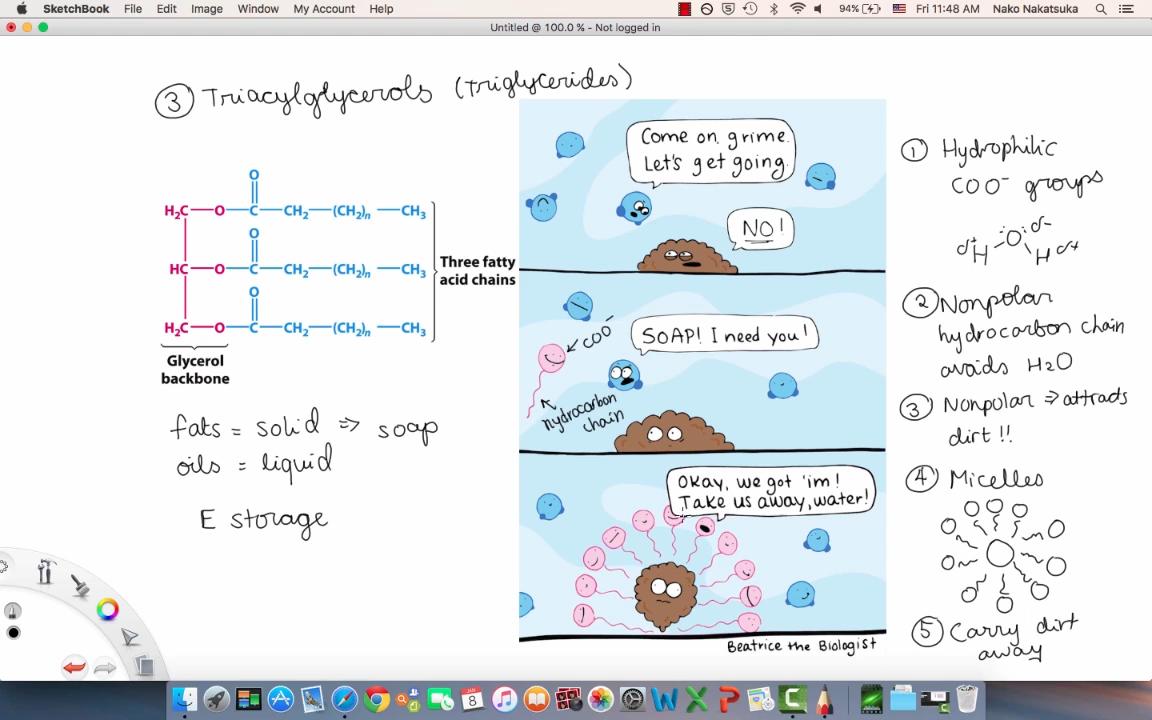 SketchBook File Edit Image Window My Account Help 94% Fri 11:48 AM Nako Nakatsuka
Untitled @ 100.0 % - Not logged in
③ Triacylglycerols (Triglycerides)
O
H₂C—O—C—CH₂—(CH₂)ₙ—CH₃
O
HC—O—C—CH₂—(CH₂)ₙ—CH₃
O
H₂C—O—C—CH₂—(CH₂)ₙ—CH₃
Three fatty
acid chains
Glycerol
backbone
fats = solid ⇒ soap
oils = liquid
E storage
Come on, grime.
Let's get going.
NO!
SOAP! I need you!
COO⁻
hydrocarbon
chain
Okay, we got 'im!
Take us away, water!
Beatrice the Biologist
① Hydrophilic
COO⁻ groups
δ+ H O δ- H δ+
② Nonpolar
hydrocarbon chain
avoids H₂O
③ Nonpolar ⇒ attracts
dirt !!
④ Micelles
⑤ Carry dirt
away